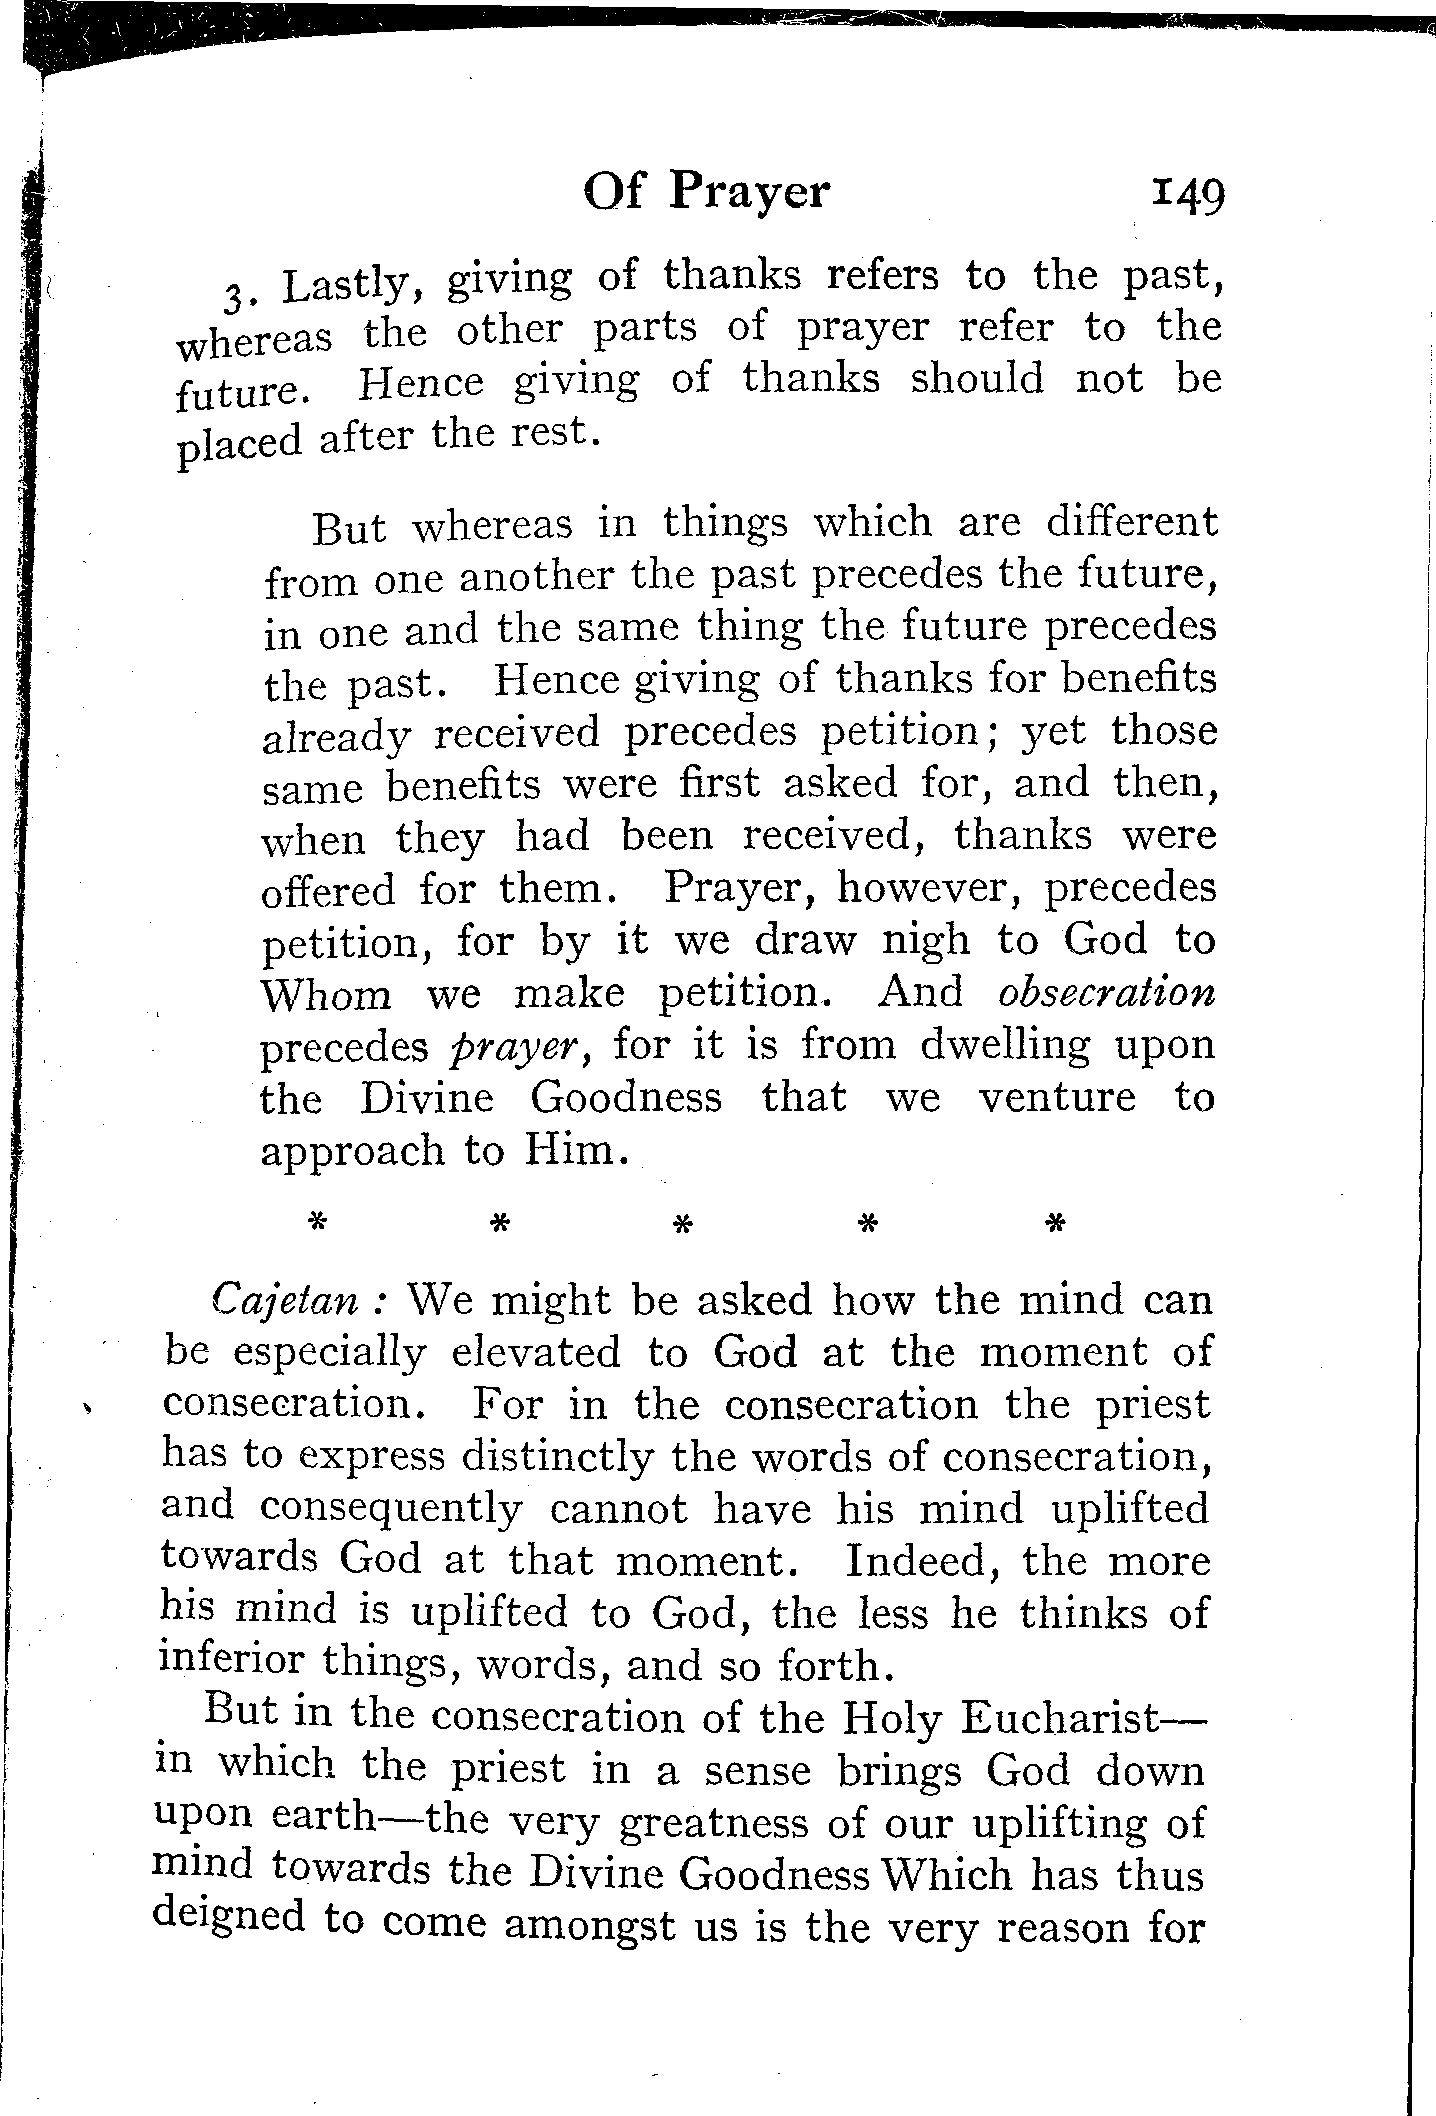 Of Prayer 149
3. Lastly, giving of thanks refers to the past,
whereas the other parts of prayer refer to the
future. Hence giving of thanks should not be
placed after the rest.
But whereas in things which are different
from one another the past precedes the future,
in one and the same thing the future precedes
the past. Hence giving of thanks for benefits
already received precedes petition; yet those
same benefits were first asked for, and then,
when they had been received, thanks were
offered for them. Prayer, however, precedes
petition, for by it we draw nigh to God to
Whom we make petition. And obsecration
precedes prayer, for it is from dwelling upon
the Divine Goodness that we venture to
approach to Him.
* * * * *
Cajetan : We might be asked how the mind can
be especially elevated to God at the moment of
consecration. For in the consecration the priest
has to express distinctly the words of consecration,
and consequently cannot have his mind uplifted
towards God at that moment. Indeed, the more
his mind is uplifted to God, the less he thinks of
inferior things, words, and so forth.
But in the consecration of the Holy Eucharist—
in which the priest in a sense brings God down
upon earth—the very greatness of our uplifting of
mind towards the Divine Goodness Which has thus
deigned to come amongst us is the very reason for